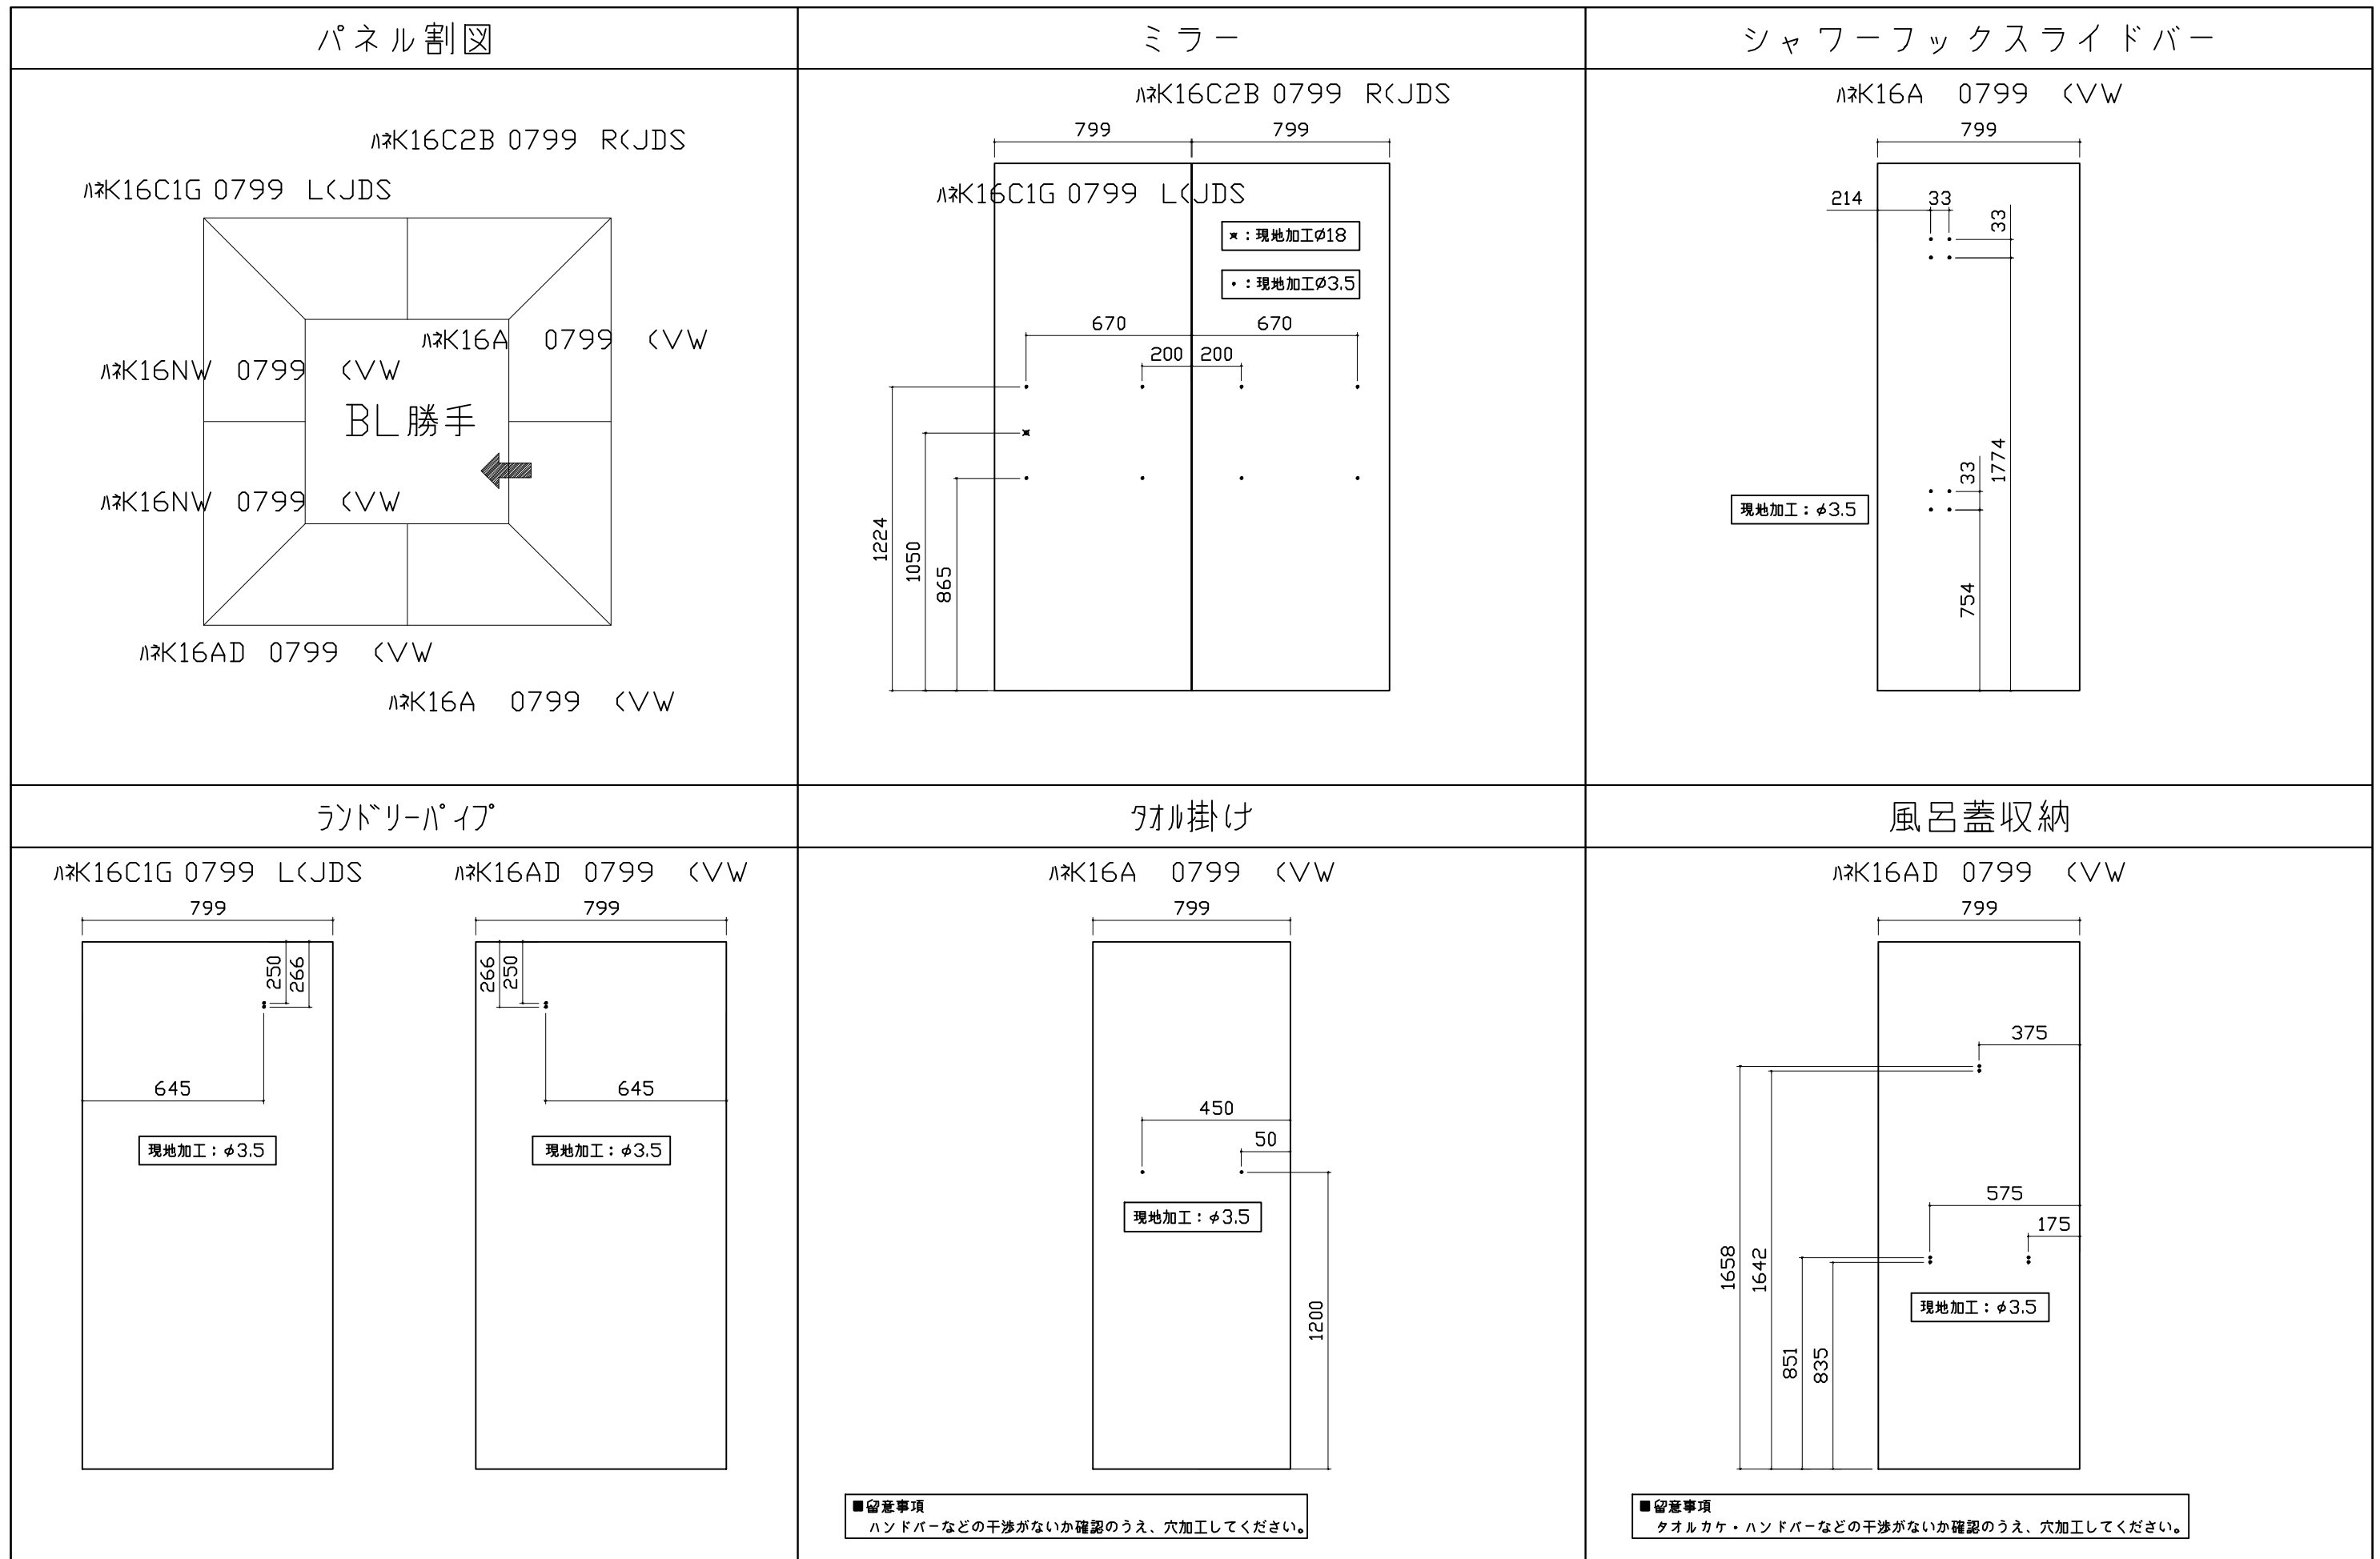 パネル割図
ﾊﾟﾈK16C2B 0799 R(JDS
ﾊﾟﾈK16C1G 0799 L(JDS
ﾊﾟﾈK16A 0799 (VW
ﾊﾟﾈK16NW 0799 (VW
BL勝手
ﾊﾟﾈK16NW 0799 (VW
ﾊﾟﾈK16AD 0799 (VW
ﾊﾟﾈK16A 0799 (VW
ミラー
ﾊﾟﾈK16C2B 0799 R(JDS
799 799
ﾊﾟﾈK16C1G 0799 L(JDS
×：現地加工Ø18
・：現地加工Ø3.5
670 670
200 200
1224
1050
865
シャワーフックスライドバー
ﾊﾟﾈK16A 0799 (VW
799
214 33
33
1774
33
現地加工：φ3.5
754
ﾗﾝﾄﾞﾘｰﾊﾟｲﾌﾟ
ﾊﾟﾈK16C1G 0799 L(JDS
799
250
266
645
現地加工：φ3.5
ﾊﾟﾈK16AD 0799 (VW
799
266
250
645
現地加工：φ3.5
ﾀｵﾙ掛け
ﾊﾟﾈK16A 0799 (VW
799
450
50
現地加工：φ3.5
1200
■留意事項
ハンドバーなどの干渉がないか確認のうえ、穴加工してください。
風呂蓋収納
ﾊﾟﾈK16AD 0799 (VW
799
375
575
175
1658
1642
現地加工：φ3.5
851
835
■留意事項
タオルカケ・ハンドバーなどの干渉がないか確認のうえ、穴加工してください。